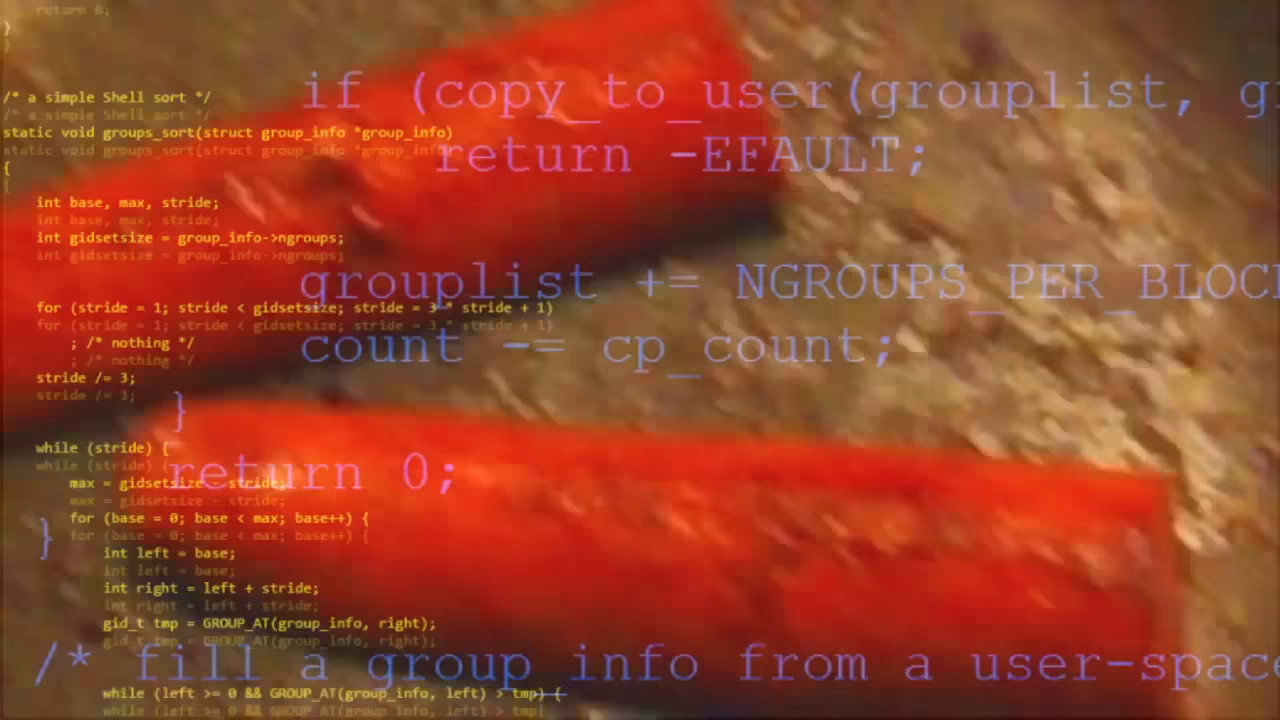 return 0;
}
/* a simple Shell sort */
static void groups_sort(struct group_info *group_info)
{
int base, max, stride;
int gidsetsize = group_info->ngroups;
for (stride = 1; stride < gidsetsize; stride = 3 * stride + 1)
; /* nothing */
stride /= 3;
while (stride) {
max = gidsetsize - stride;
for (base = 0; base < max; base++) {
int left = base;
int right = left + stride;
gid_t tmp = GROUP_AT(group_info, right);
while (left >= 0 && GROUP_AT(group_info, left) > tmp) {
if (copy_to_user(grouplist, g
return -EFAULT;
grouplist += NGROUPS_PER_BLOC
count -= cp_count;
}
return 0;
}
/* fill a group info from a user-space